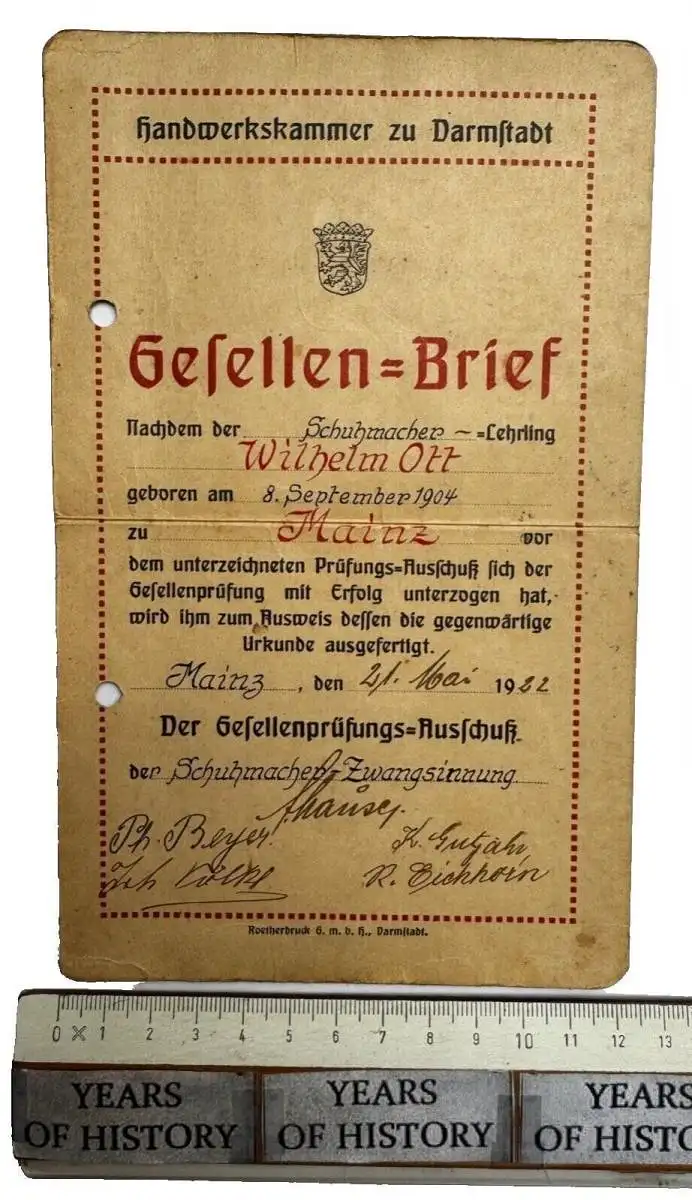 Handwerkskammer zu Darmſtadt
Geſellen=Brief
Nachdem der Schuhmacher ~ =Lehrling
Wilhelm Ott
geboren am 8. September 1904
zu Mainz vor
dem unterzeichneten Prüfungs=Ausſchuß ſich der
Geſellenprüfung mit Erfolg unterzogen hat,
wird ihm zum Ausweis deſſen die gegenwärtige
Urkunde ausgefertigt.
Mainz, den 21. Mai 1922
Der Geſellenprüfungs=Ausſchuß
der Schuhmacher-Zwangsinnung
Ph. Beyer. K. Gutjahr
R. Eichhorn
Roetherdruck G. m. b. H., Darmſtadt.
0 1 2 3 4 5 6 7 8 9 10 11 12 13
YEARS YEARS YEARS
OF HISTORY OF HISTORY OF HISTO